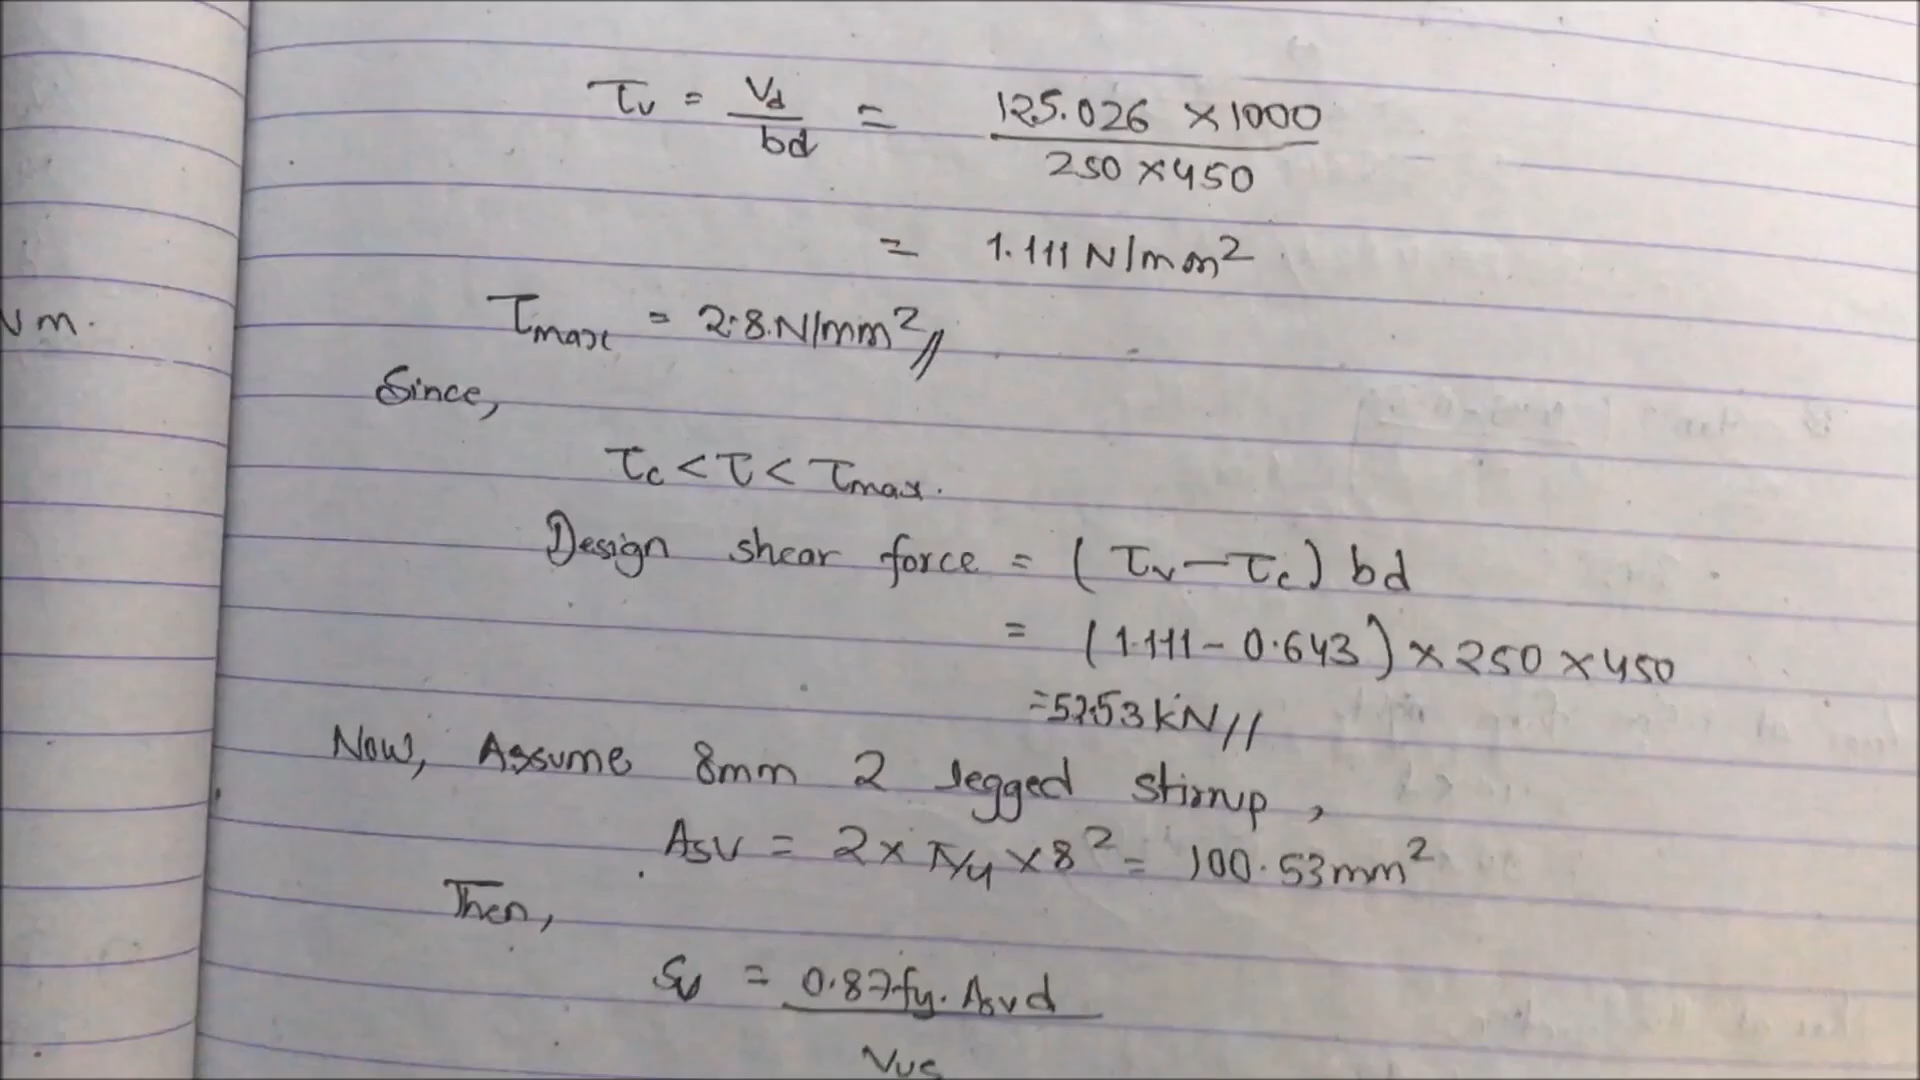 τv = Vd / bd = 125.026 × 1000 / 250 × 450
= 1.111 N/mm²
τmax = 2.8 N/mm² //
Nm.
Since,
τc < τ < τmax.
Design shear force = (τv − τc) bd
= (1.111 − 0.643) × 250 × 450
= 52.53 kN //
Now, Assume 8mm 2 legged stirrup,
Asv = 2 × π/4 × 8² = 100.53 mm²
Then,
Sv = 0.87 fy. Asv d / Vus